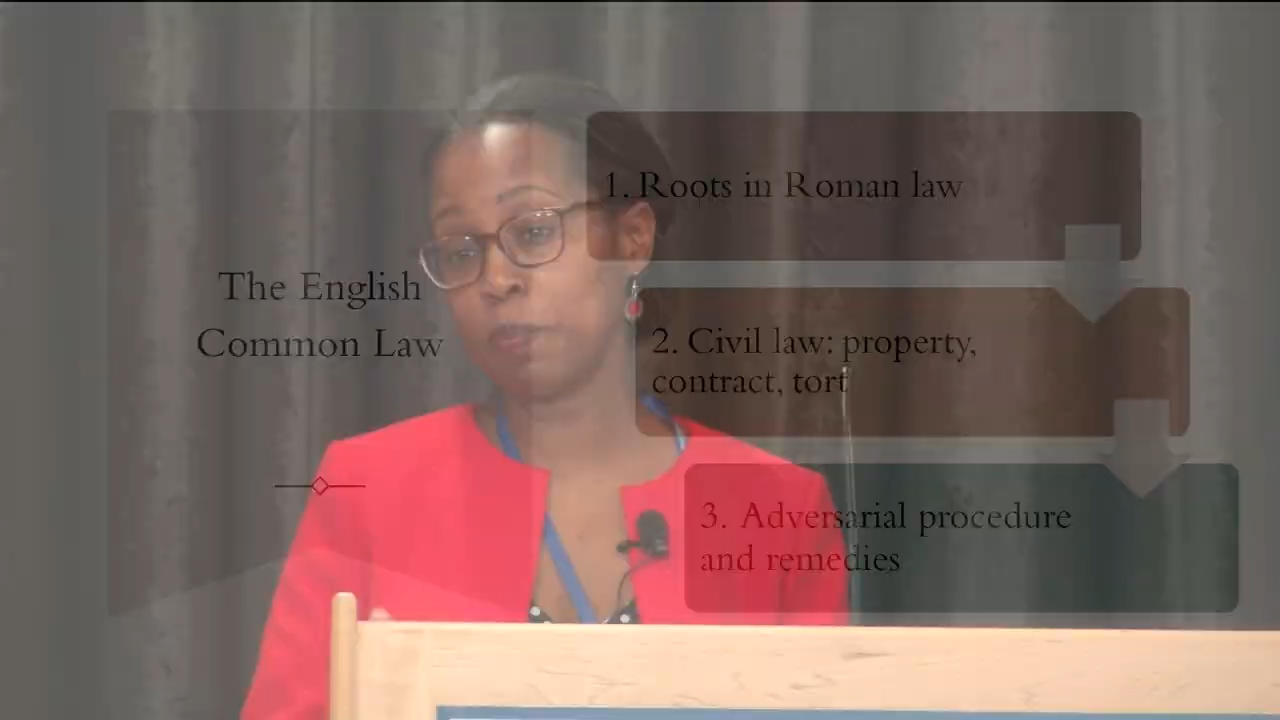 The English
Common Law
1. Roots in Roman law
2. Civil law: property,
contract, tort
3. Adversarial procedure
and remedies